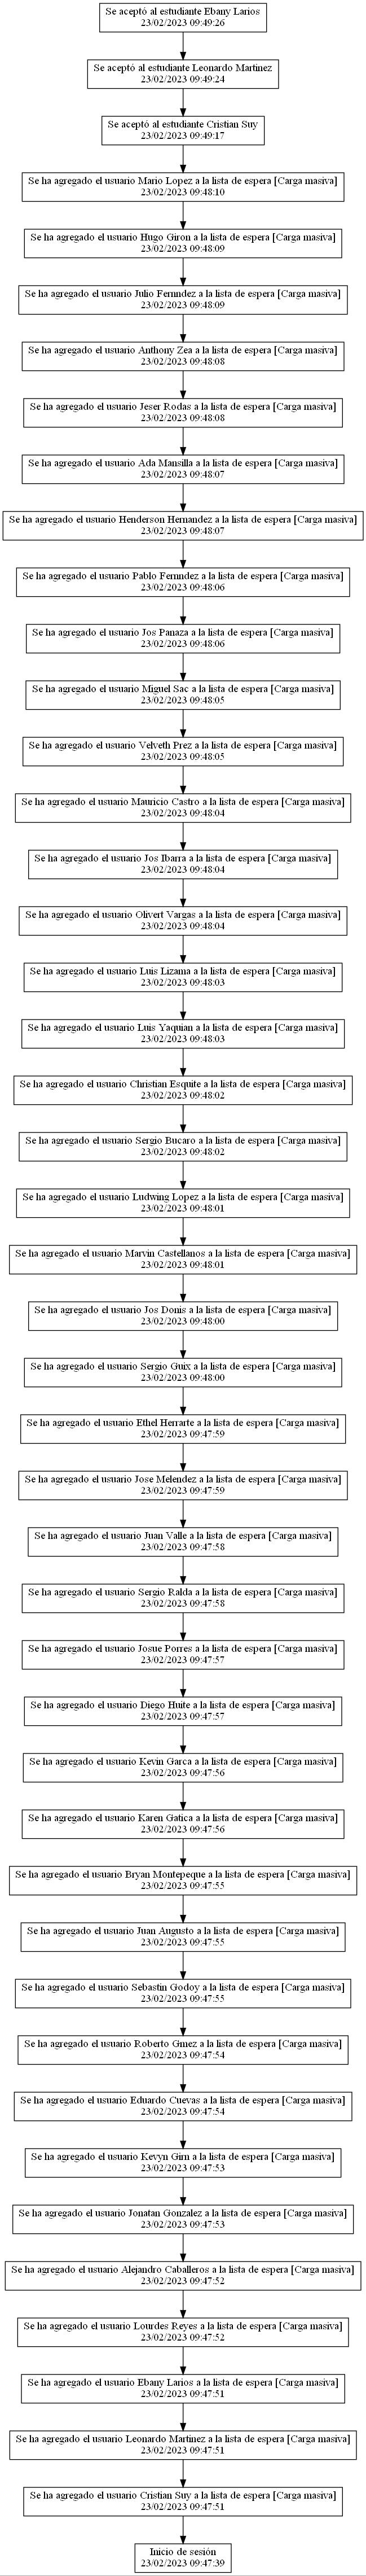 Se aceptó al estudiante Ebany Larios
23/02/2023 09:49:26
Se aceptó al estudiante Leonardo Martinez
23/02/2023 09:49:24
Se aceptó al estudiante Cristian Suy
23/02/2023 09:49:17
Se ha agregado el usuario Mario Lopez a la lista de espera [Carga masiva]
23/02/2023 09:48:10
Se ha agregado el usuario Hugo Giron a la lista de espera [Carga masiva]
23/02/2023 09:48:09
Se ha agregado el usuario Julio Fernndez a la lista de espera [Carga masiva]
23/02/2023 09:48:09
Se ha agregado el usuario Anthony Zea a la lista de espera [Carga masiva]
23/02/2023 09:48:08
Se ha agregado el usuario Jeser Rodas a la lista de espera [Carga masiva]
23/02/2023 09:48:08
Se ha agregado el usuario Ada Mansilla a la lista de espera [Carga masiva]
23/02/2023 09:48:07
Se ha agregado el usuario Henderson Hernandez a la lista de espera [Carga masiva]
23/02/2023 09:48:07
Se ha agregado el usuario Pablo Fernndez a la lista de espera [Carga masiva]
23/02/2023 09:48:06
Se ha agregado el usuario Jos Panaza a la lista de espera [Carga masiva]
23/02/2023 09:48:06
Se ha agregado el usuario Miguel Sac a la lista de espera [Carga masiva]
23/02/2023 09:48:05
Se ha agregado el usuario Velveth Prez a la lista de espera [Carga masiva]
23/02/2023 09:48:05
Se ha agregado el usuario Mauricio Castro a la lista de espera [Carga masiva]
23/02/2023 09:48:04
Se ha agregado el usuario Jos Ibarra a la lista de espera [Carga masiva]
23/02/2023 09:48:04
Se ha agregado el usuario Olivert Vargas a la lista de espera [Carga masiva]
23/02/2023 09:48:04
Se ha agregado el usuario Luis Lizama a la lista de espera [Carga masiva]
23/02/2023 09:48:03
Se ha agregado el usuario Luis Yaquian a la lista de espera [Carga masiva]
23/02/2023 09:48:03
Se ha agregado el usuario Christian Esquite a la lista de espera [Carga masiva]
23/02/2023 09:48:02
Se ha agregado el usuario Sergio Bucaro a la lista de espera [Carga masiva]
23/02/2023 09:48:02
Se ha agregado el usuario Ludwing Lopez a la lista de espera [Carga masiva]
23/02/2023 09:48:01
Se ha agregado el usuario Marvin Castellanos a la lista de espera [Carga masiva]
23/02/2023 09:48:01
Se ha agregado el usuario Jos Donis a la lista de espera [Carga masiva]
23/02/2023 09:48:00
Se ha agregado el usuario Sergio Guix a la lista de espera [Carga masiva]
23/02/2023 09:48:00
Se ha agregado el usuario Ethel Herrarte a la lista de espera [Carga masiva]
23/02/2023 09:47:59
Se ha agregado el usuario Jose Melendez a la lista de espera [Carga masiva]
23/02/2023 09:47:59
Se ha agregado el usuario Juan Valle a la lista de espera [Carga masiva]
23/02/2023 09:47:58
Se ha agregado el usuario Sergio Ralda a la lista de espera [Carga masiva]
23/02/2023 09:47:58
Se ha agregado el usuario Josue Porres a la lista de espera [Carga masiva]
23/02/2023 09:47:57
Se ha agregado el usuario Diego Huite a la lista de espera [Carga masiva]
23/02/2023 09:47:57
Se ha agregado el usuario Kevin Garca a la lista de espera [Carga masiva]
23/02/2023 09:47:56
Se ha agregado el usuario Karen Gatica a la lista de espera [Carga masiva]
23/02/2023 09:47:56
Se ha agregado el usuario Bryan Montepeque a la lista de espera [Carga masiva]
23/02/2023 09:47:55
Se ha agregado el usuario Juan Augusto a la lista de espera [Carga masiva]
23/02/2023 09:47:55
Se ha agregado el usuario Sebastin Godoy a la lista de espera [Carga masiva]
23/02/2023 09:47:55
Se ha agregado el usuario Roberto Gmez a la lista de espera [Carga masiva]
23/02/2023 09:47:54
Se ha agregado el usuario Eduardo Cuevas a la lista de espera [Carga masiva]
23/02/2023 09:47:54
Se ha agregado el usuario Kevyn Girn a la lista de espera [Carga masiva]
23/02/2023 09:47:53
Se ha agregado el usuario Jonatan Gonzalez a la lista de espera [Carga masiva]
23/02/2023 09:47:53
Se ha agregado el usuario Alejandro Caballeros a la lista de espera [Carga masiva]
23/02/2023 09:47:52
Se ha agregado el usuario Lourdes Reyes a la lista de espera [Carga masiva]
23/02/2023 09:47:52
Se ha agregado el usuario Ebany Larios a la lista de espera [Carga masiva]
23/02/2023 09:47:51
Se ha agregado el usuario Leonardo Martinez a la lista de espera [Carga masiva]
23/02/2023 09:47:51
Se ha agregado el usuario Cristian Suy a la lista de espera [Carga masiva]
23/02/2023 09:47:51
Inicio de sesión
23/02/2023 09:47:39